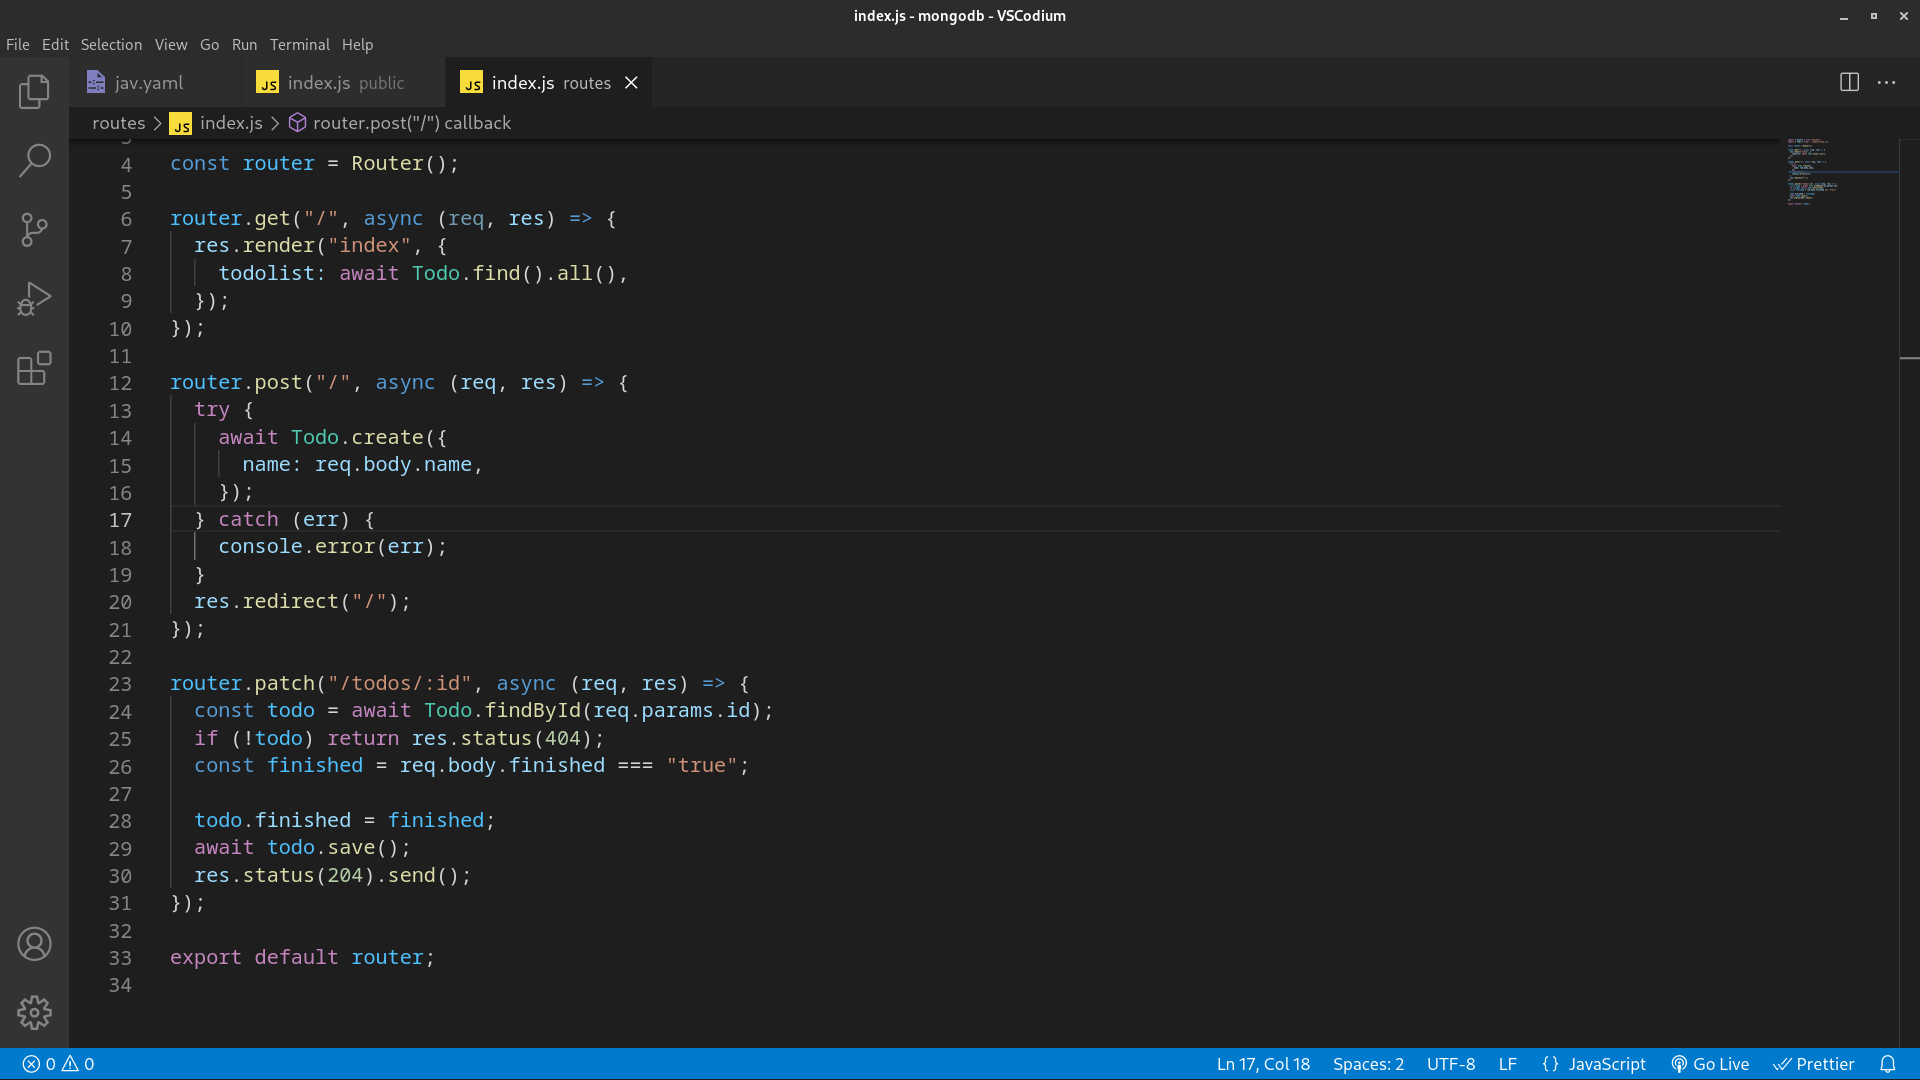 index.js - mongodb - VSCodium
File Edit Selection View Go Run Terminal Help
jav.yaml JS index.js public JS index.js routes
routes JS index.js router.post("/") callback
4 const router = Router();
5
6 router.get("/", async (req, res) => {
7   res.render("index", {
8     todolist: await Todo.find().all(),
9   });
10 });
11
12 router.post("/", async (req, res) => {
13   try {
14     await Todo.create({
15       name: req.body.name,
16     });
17   } catch (err) {
18     console.error(err);
19   }
20   res.redirect("/");
21 });
22
23 router.patch("/todos/:id", async (req, res) => {
24   const todo = await Todo.findById(req.params.id);
25   if (!todo) return res.status(404);
26   const finished = req.body.finished === "true";
27
28   todo.finished = finished;
29   await todo.save();
30   res.status(204).send();
31 });
32
33 export default router;
34
0 0 Ln 17, Col 18 Spaces: 2 UTF-8 LF {} JavaScript Go Live Prettier